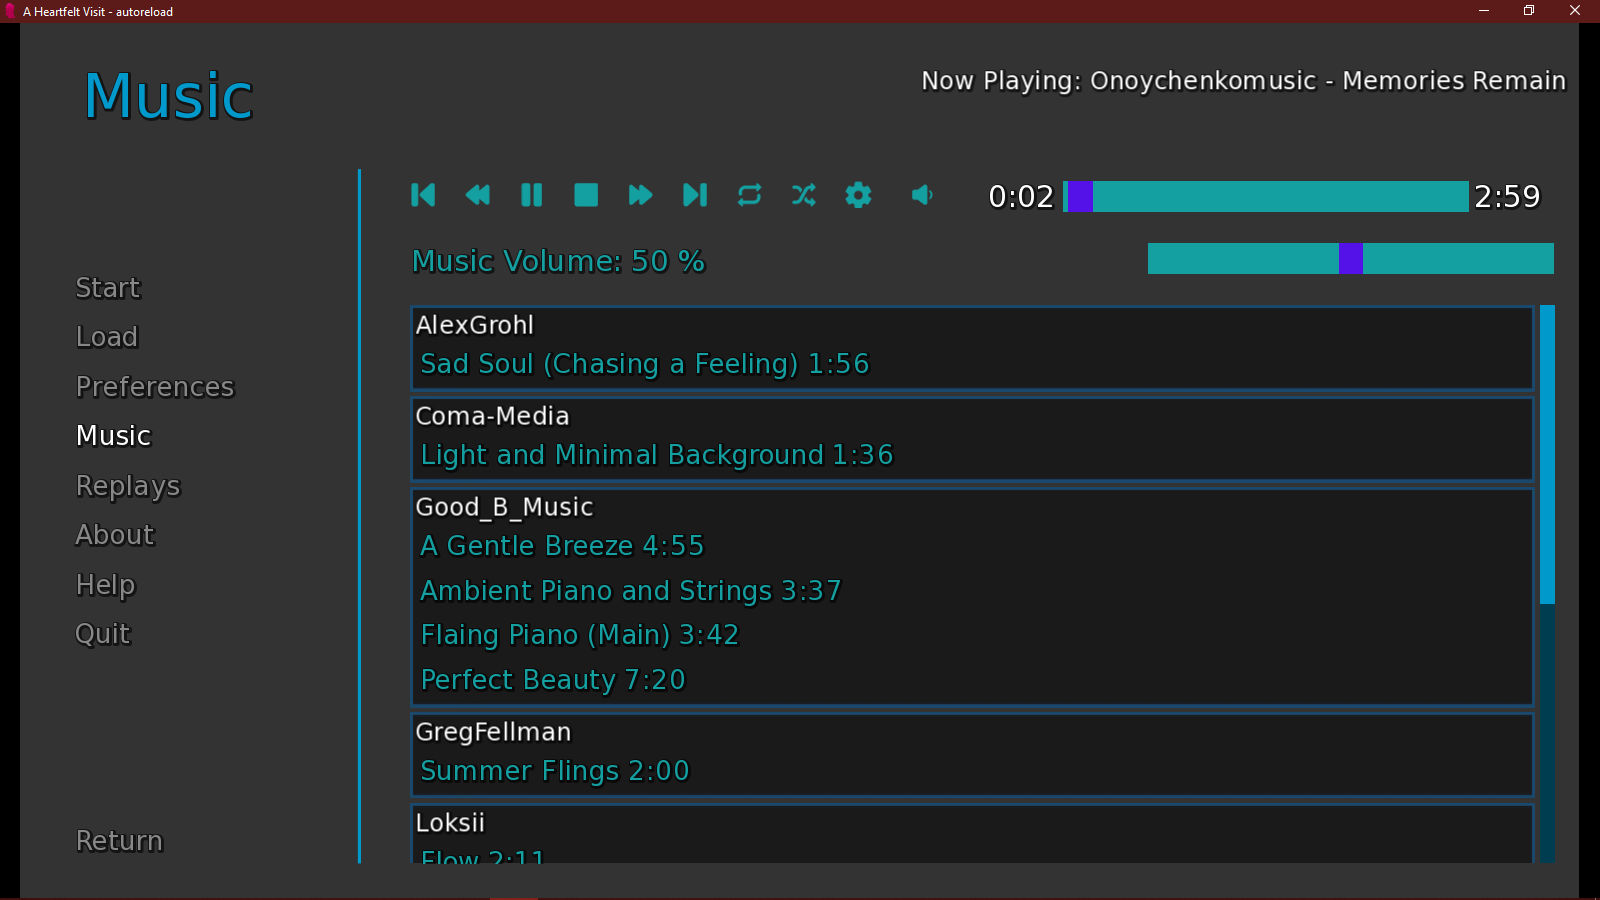 A Heartfelt Visit - autoreload
Music
Now Playing: Onoychenkomusic - Memories Remain
0:02 2:59
Music Volume: 50 %
Start
Load
Preferences
Music
Replays
About
Help
Quit
Return
AlexGrohl
Sad Soul (Chasing a Feeling) 1:56
Coma-Media
Light and Minimal Background 1:36
Good_B_Music
A Gentle Breeze 4:55
Ambient Piano and Strings 3:37
Flaing Piano (Main) 3:42
Perfect Beauty 7:20
GregFellman
Summer Flings 2:00
Loksii
Flow 2:11